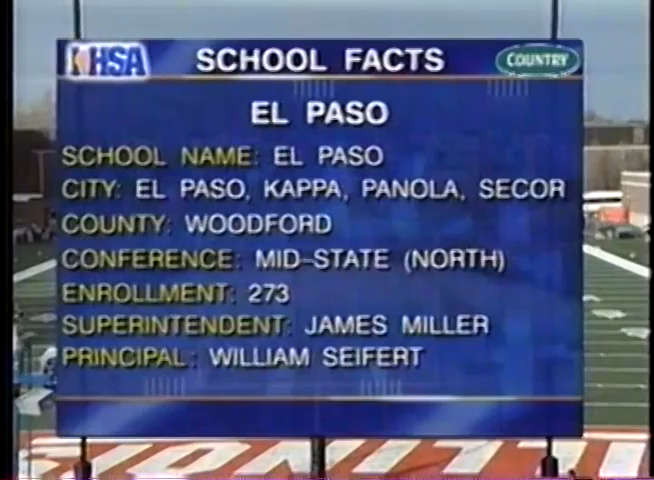 IHSA
SCHOOL FACTS
COUNTRY
EL PASO
SCHOOL NAME: EL PASO
CITY: EL PASO, KAPPA, PANOLA, SECOR
COUNTY: WOODFORD
CONFERENCE: MID-STATE (NORTH)
ENROLLMENT: 273
SUPERINTENDENT: JAMES MILLER
PRINCIPAL: WILLIAM SEIFERT
ILLINOIS